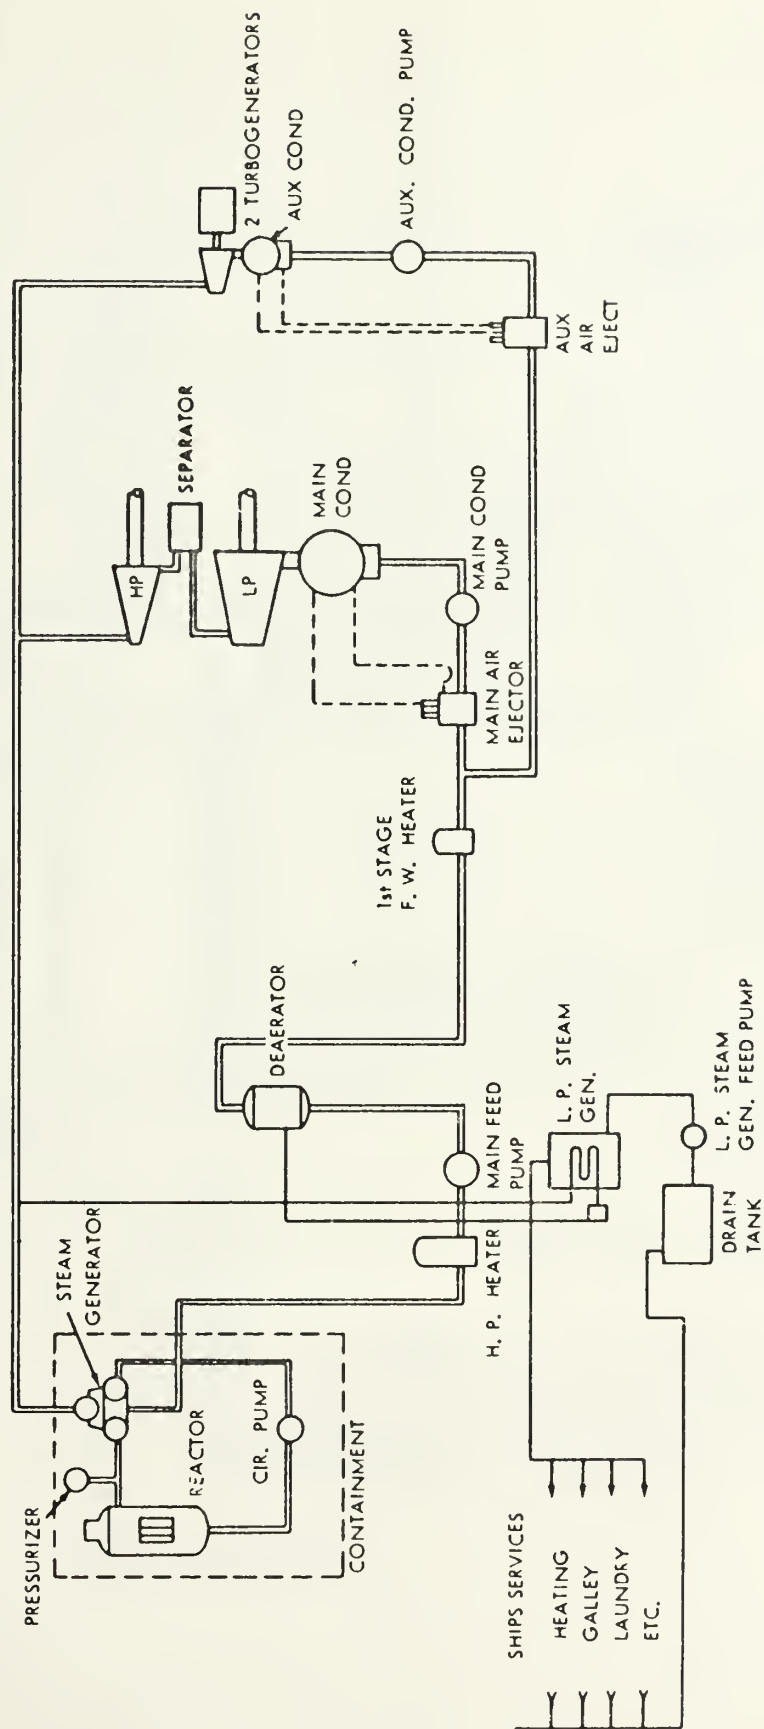 PRESSURIZER
STEAM
GENERATOR
REACTOR
CIR. PUMP
CONTAINMENT
HP
SEPARATOR
LP
MAIN
COND
2 TURBOGENERATORS
AUX COND
AUX. COND. PUMP
AUX
AIR
EJECT
MAIN COND
PUMP
MAIN AIR
EJECTOR
1st STAGE
F. W. HEATER
DEAERATOR
MAIN FEED
PUMP
H. P. HEATER
L. P. STEAM
GEN.
L. P. STEAM
GEN. FEED PUMP
DRAIN
TANK
SHIPS SERVICES
HEATING
GALLEY
LAUNDRY
ETC.